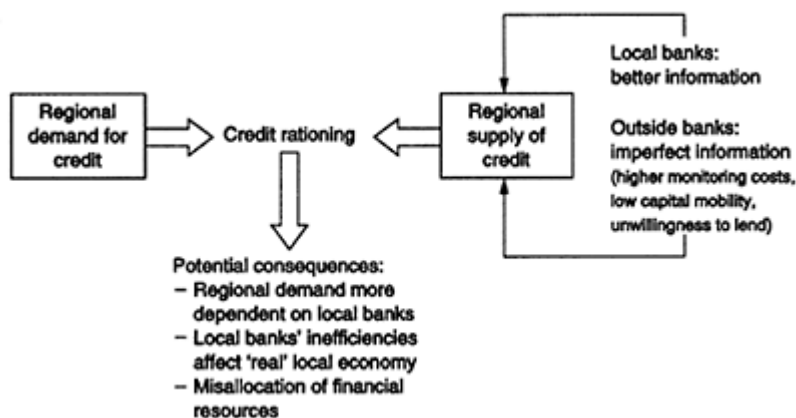 Regional
demand for
credit
Credit rationing
Regional
supply of
credit
Local banks:
better information
Outside banks:
imperfect information
(higher monitoring costs,
low capital mobility,
unwillingness to lend)
Potential consequences:
– Regional demand more
dependent on local banks
– Local banks' inefficiencies
affect 'real' local economy
– Misallocation of financial
resources